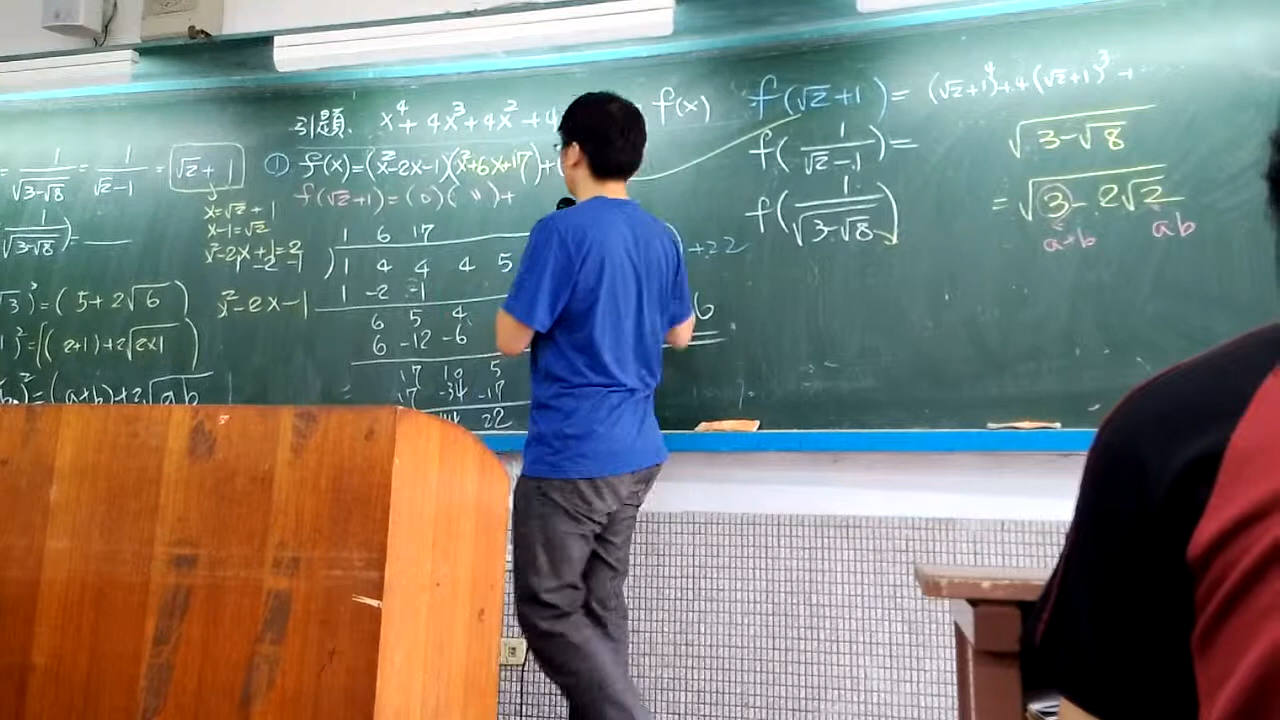 = 1/√(3-√8) = 1/(√2-1) = √2+1
x=√2+1
x-1=√2
x²-2x+1=2
1/√(3-√8))= ___
√3)²=(5+2√6)
1)²=((2+1)+2√(2×1))
)²=(a+b)+2√(ab)
引題. x⁴+4x³+4x²+4
f(x)
① f(x)=(x²-2x-1)(x²+6x+17)+(
f(√2+1)=(0)( 〃 )+
1 6 17
1 -2 -1 ) 1 4 4 4 5
x²-2x-1
1 -2 -1
6 5 4
6 -12 -6
17 10 5
17 -34 -17
44 22
+22
6
f(√2+1)=(√2+1)⁴+4(√2+1)³+
f(1/(√2-1))=
f(1/√(3-√8))
√(3-√8)
=√(3-2√2)
a+b ab